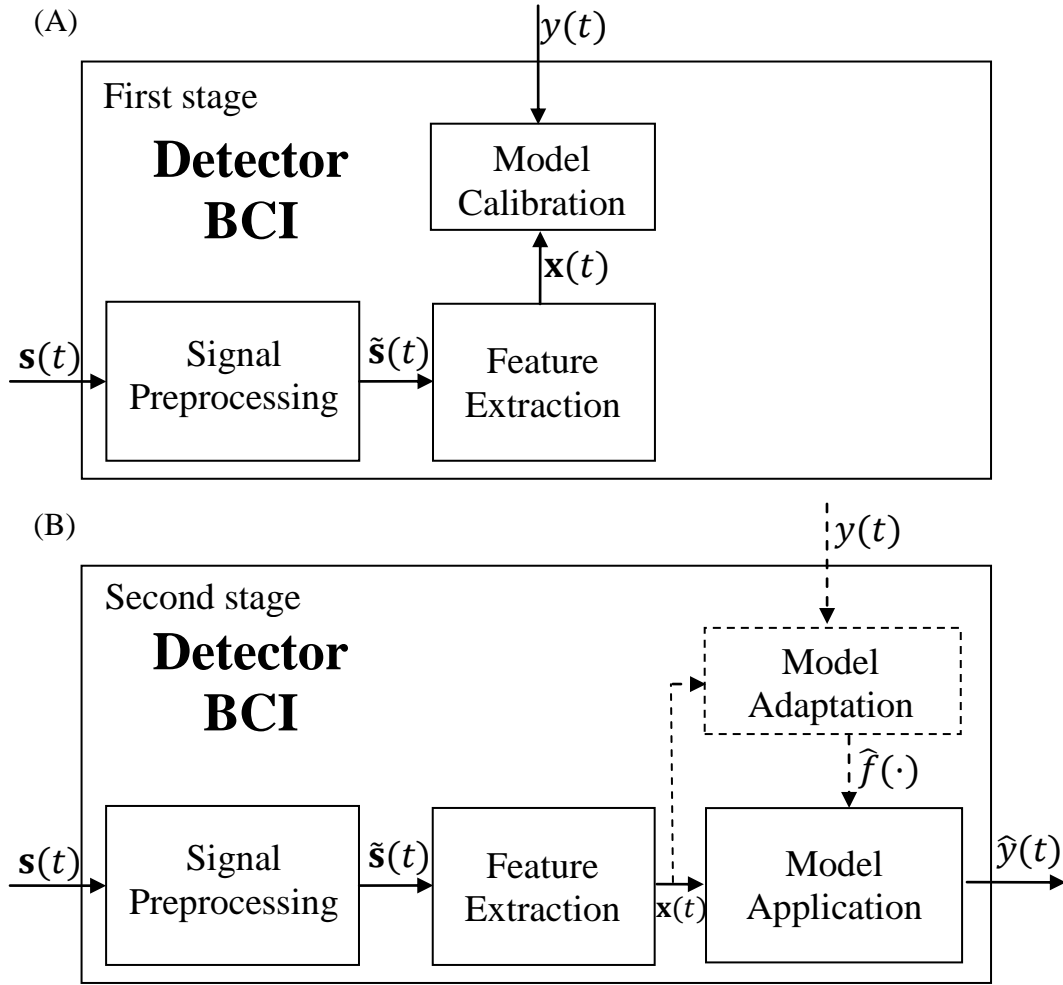 (A)
y(t)
First stage
Detector
BCI
Model
Calibration
𝐱(t)
𝐬(t)
Signal
Preprocessing
𝐬̃(t)
Feature
Extraction
(B)
y(t)
Second stage
Detector
BCI
Model
Adaptation
f̂(·)
𝐬(t)
Signal
Preprocessing
𝐬̃(t)
Feature
Extraction
𝐱(t)
Model
Application
ŷ(t)